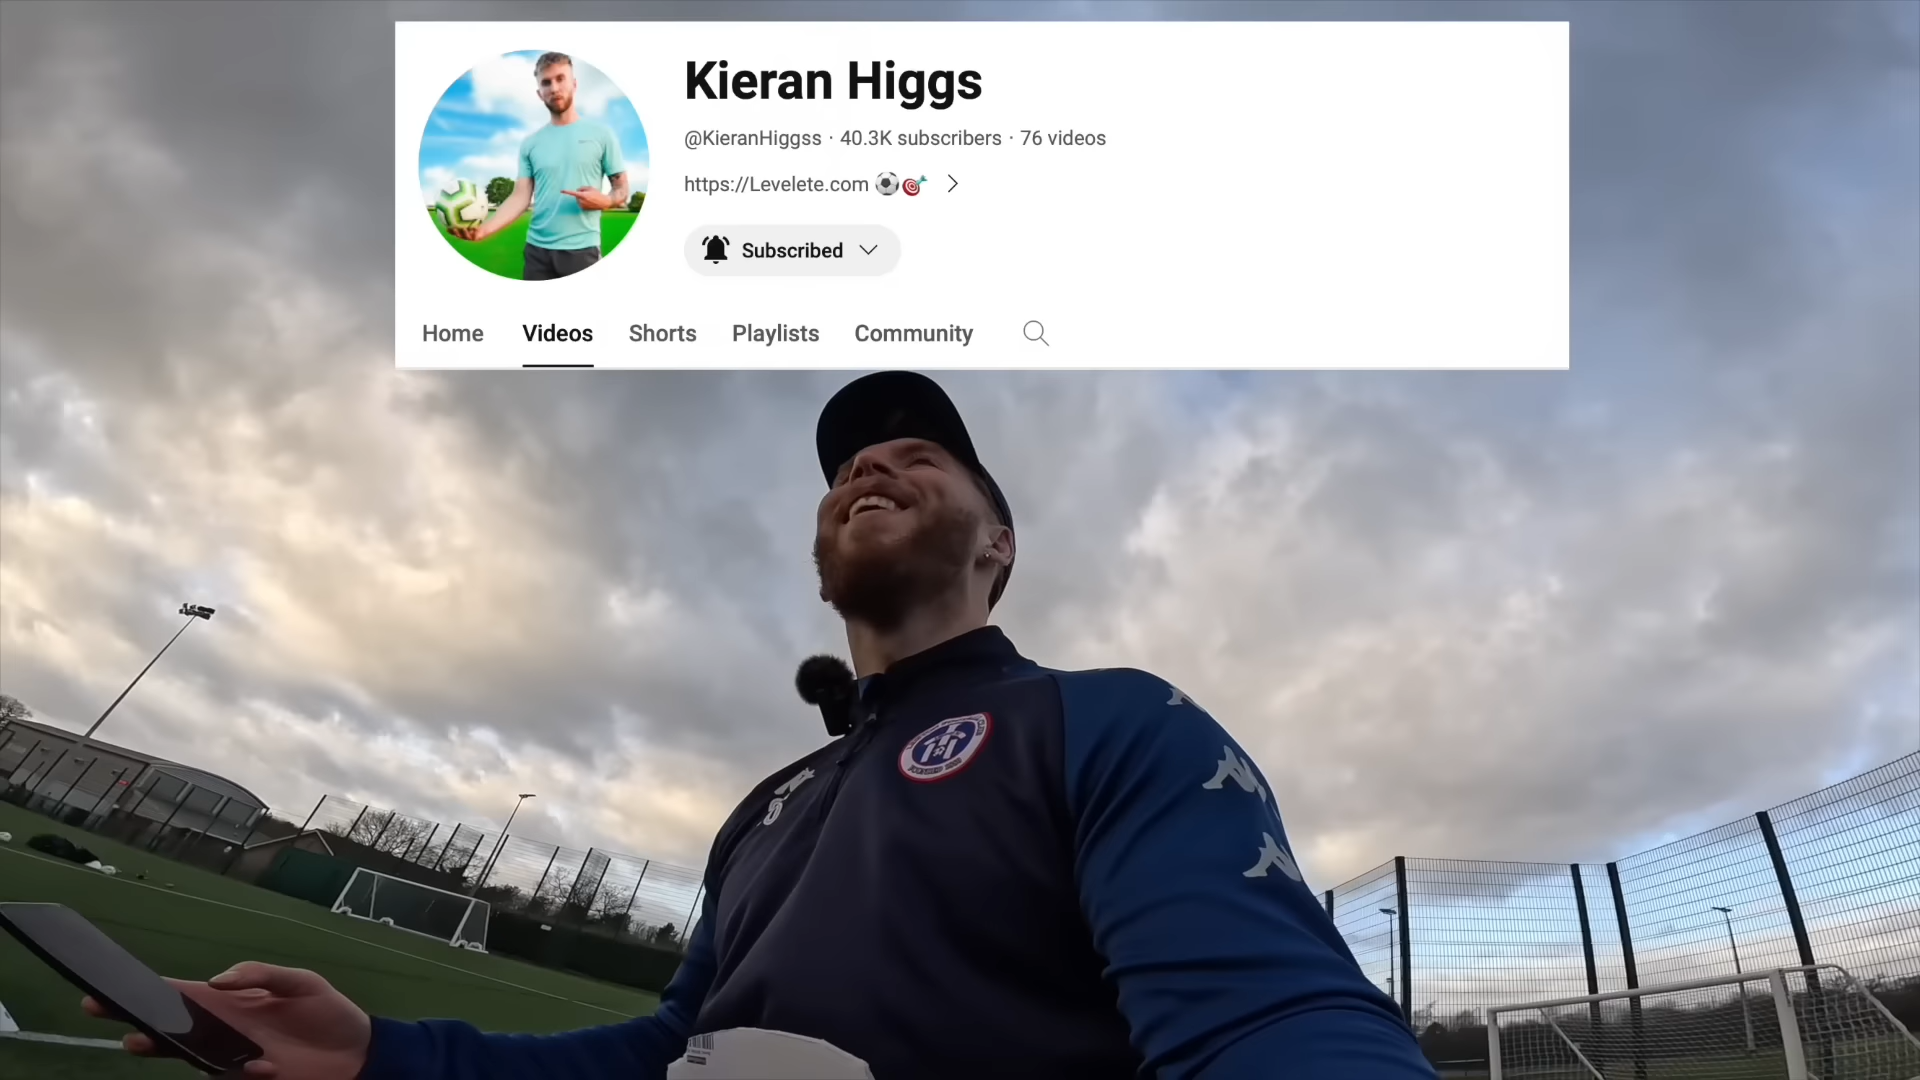 Kieran Higgs
@KieranHiggss · 40.3K subscribers · 76 videos
https://Levelete.com ⚽🎯 >
Subscribed
Home Videos Shorts Playlists Community